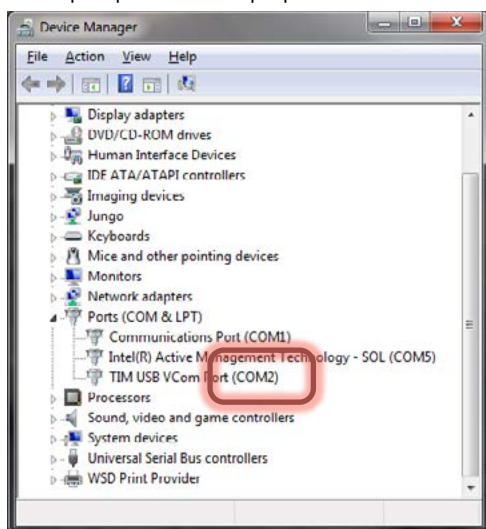 Device Manager
File Action View Help
Display adapters
DVD/CD-ROM drives
Human Interface Devices
IDE ATA/ATAPI controllers
Imaging devices
Jungo
Keyboards
Mice and other pointing devices
Monitors
Network adapters
Ports (COM & LPT)
Communications Port (COM1)
Intel(R) Active Management Technology - SOL (COM5)
TIM USB VCom Port (COM2)
Processors
Sound, video and game controllers
System devices
Universal Serial Bus controllers
WSD Print Provider